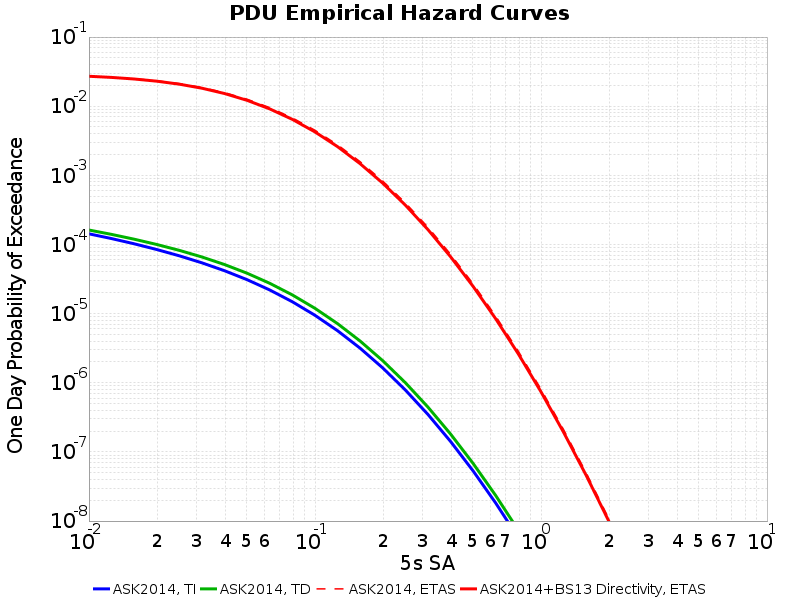 PDU Empirical Hazard Curves
One Day Probability of Exceedance
10-1
10-2
10-3
10-4
10-5
10-6
10-7
10-8
10-2 2 3 4 5 6 10-1 2 3 4 5 6 7 100 2 3 4 5 6 7 101
5s SA
ASK2014, TI ASK2014, TD ASK2014, ETAS ASK2014+BS13 Directivity, ETAS